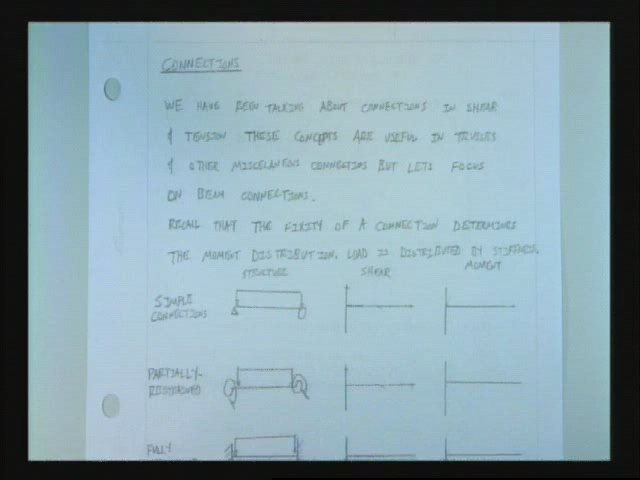 CONNECTIONS
WE HAVE BEEN TALKING ABOUT CONNECTIONS IN SHEAR
& TENSION THESE CONCEPTS ARE USEFUL IN TRUSSES
& OTHER MISCELANEOUS CONNECTIONS BUT LETS FOCUS
ON BEAM CONNECTIONS.
RECALL THAT THE FIXITY OF A CONNECTION DETERMINES
THE MOMENT DISTRIBUTION. LOAD IS DISTRIBUTED BY STIFFNESS.
STRUCTURE SHEAR MOMENT
SIMPLE
CONNECTIONS
PARTIALLY-
RESTRAINED
FULLY